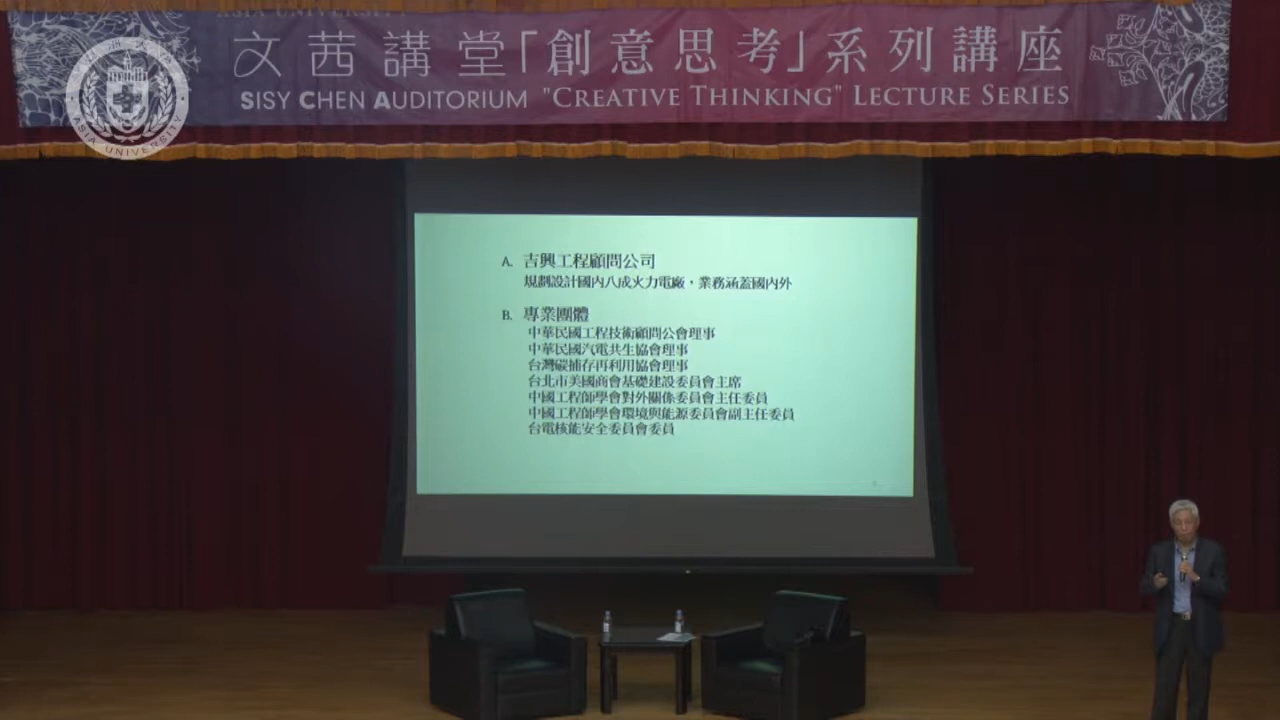 ASIA UNIVERSITY
文茜講堂「創意思考」系列講座
SISY CHEN AUDITORIUM "CREATIVE THINKING" LECTURE SERIES
ASIA UNIVERSITY
A. 吉興工程顧問公司
規劃設計國內八成火力電廠，業務涵蓋國內外
B. 專業團體
中華民國工程技術顧問公會理事
中華民國汽電共生協會理事
台灣碳捕存再利用協會理事
台北市美國商會基礎建設委員會主席
中國工程師學會對外關係委員會主任委員
中國工程師學會環境與能源委員會副主任委員
台電核能安全委員會委員